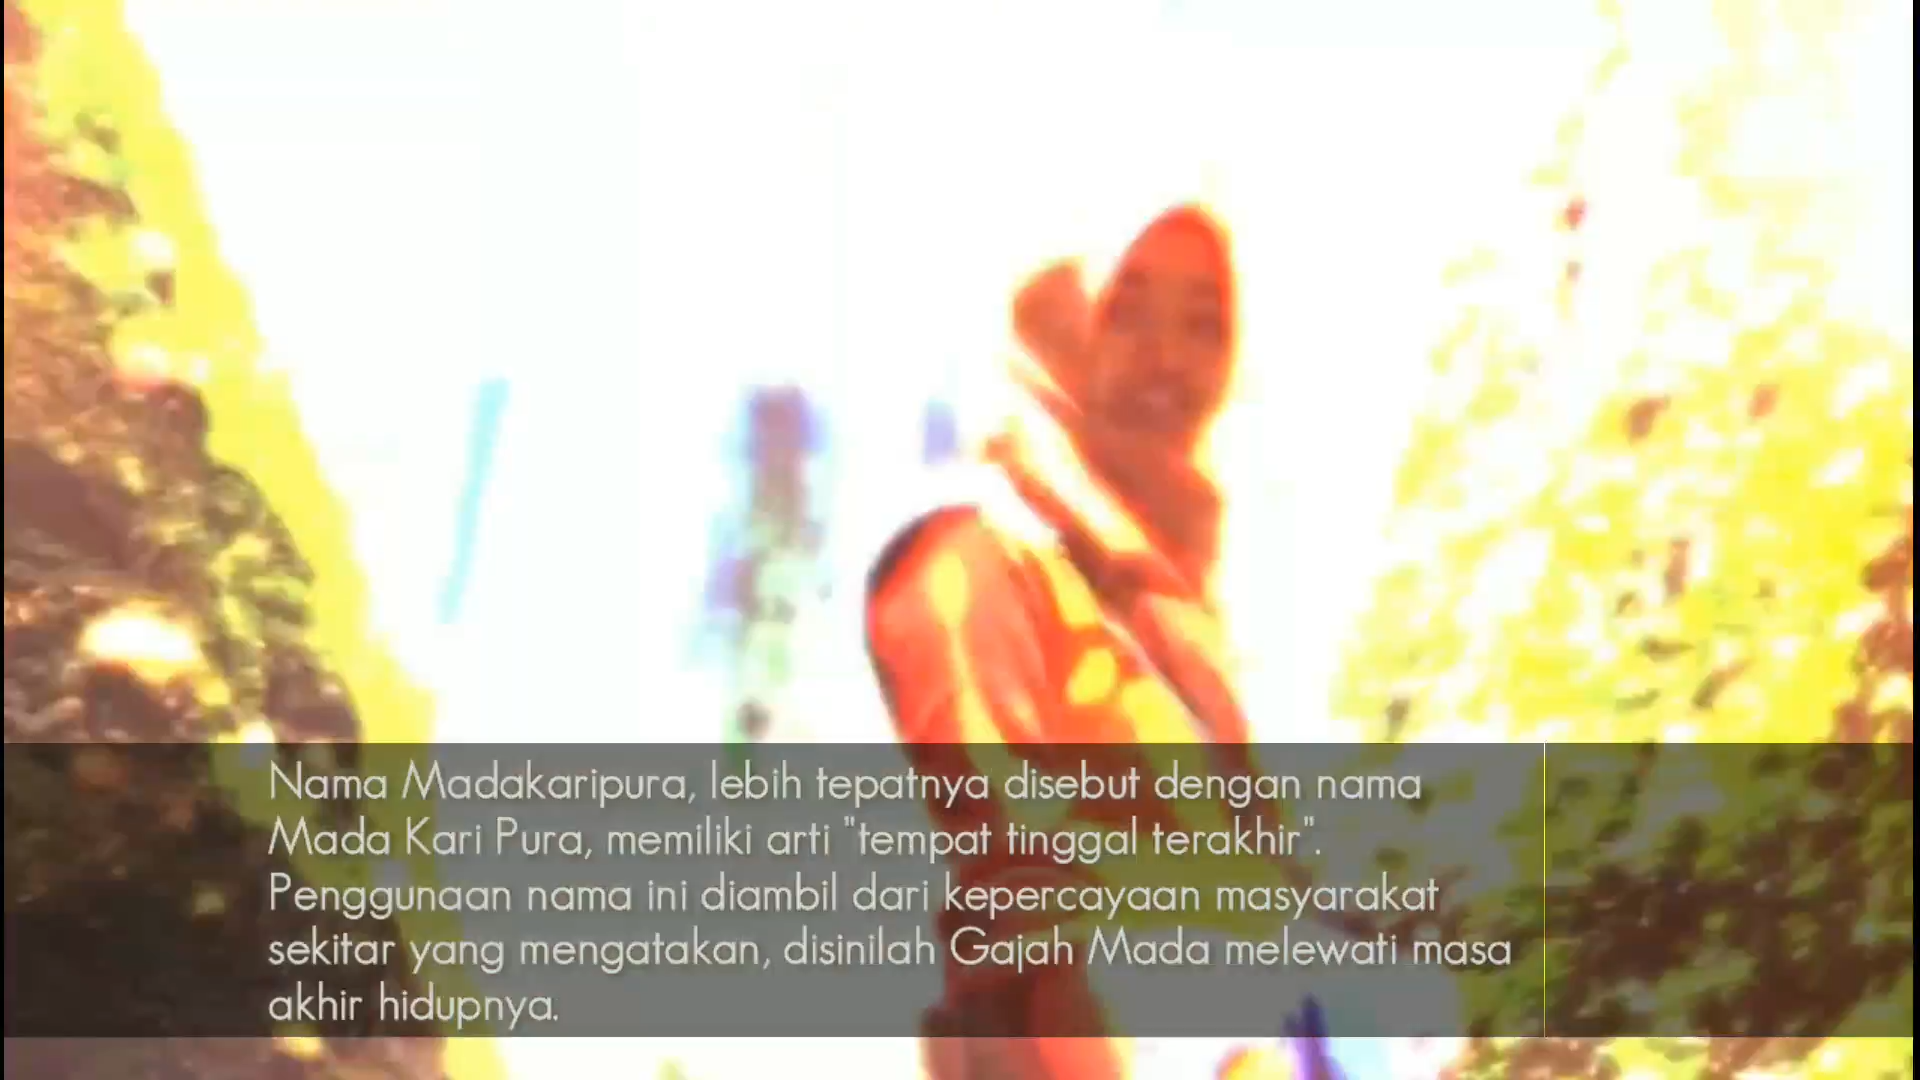 Nama Madakaripura, lebih tepatnya disebut dengan nama
Mada Kari Pura, memiliki arti "tempat tinggal terakhir".
Penggunaan nama ini diambil dari kepercayaan masyarakat
sekitar yang mengatakan, disinilah Gajah Mada melewati masa
akhir hidupnya.